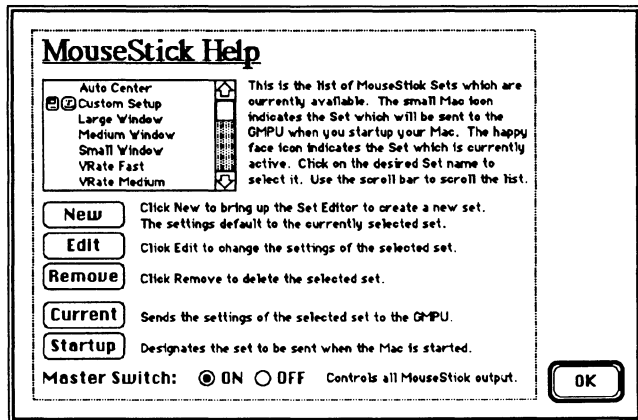 MouseStick Help
Auto Center
Custom Setup
Large Window
Medium Window
Small Window
VRate Fast
VRate Medium
This is the list of MouseStick Sets which are
currently available. The small Mac icon
indicates the Set which will be sent to the
GMPU when you startup your Mac. The happy
face icon indicates the Set which is currently
active. Click on the desired Set name to
select it. Use the scroll bar to scroll the list.
New
Click New to bring up the Set Editor to create a new set.
The settings default to the currently selected set.
Edit
Click Edit to change the settings of the selected set.
Remove
Click Remove to delete the selected set.
Current
Sends the settings of the selected set to the GMPU.
Startup
Designates the set to be sent when the Mac is started.
Master Switch: ON OFF Controls all MouseStick output.
OK